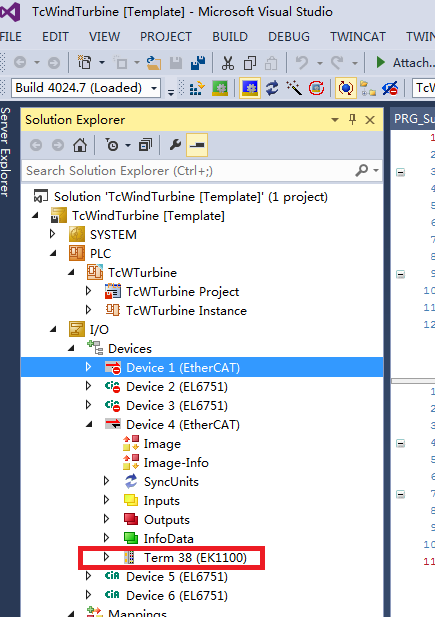 TcWindTurbine [Template] - Microsoft Visual Studio
FILE EDIT VIEW PROJECT BUILD DEBUG TWINCAT TWIN
Attach...
Build 4024.7 (Loaded) TcW
Server Explorer
Solution Explorer
PRG_Su
Search Solution Explorer (Ctrl+;)
Solution 'TcWindTurbine [Template]' (1 project)
TcWindTurbine [Template]
SYSTEM
PLC
TcWTurbine
TcWTurbine Project
TcWTurbine Instance
I/O
Devices
Device 1 (EtherCAT)
Device 2 (EL6751)
Device 3 (EL6751)
Device 4 (EtherCAT)
Image
Image-Info
SyncUnits
Inputs
Outputs
InfoData
Term 38 (EK1100)
Device 5 (EL6751)
Device 6 (EL6751)
Mappings
1
2
3
4
5
6
7
8
9
10
11
12
1
2
3
4
5
6
7
8
9
10
11